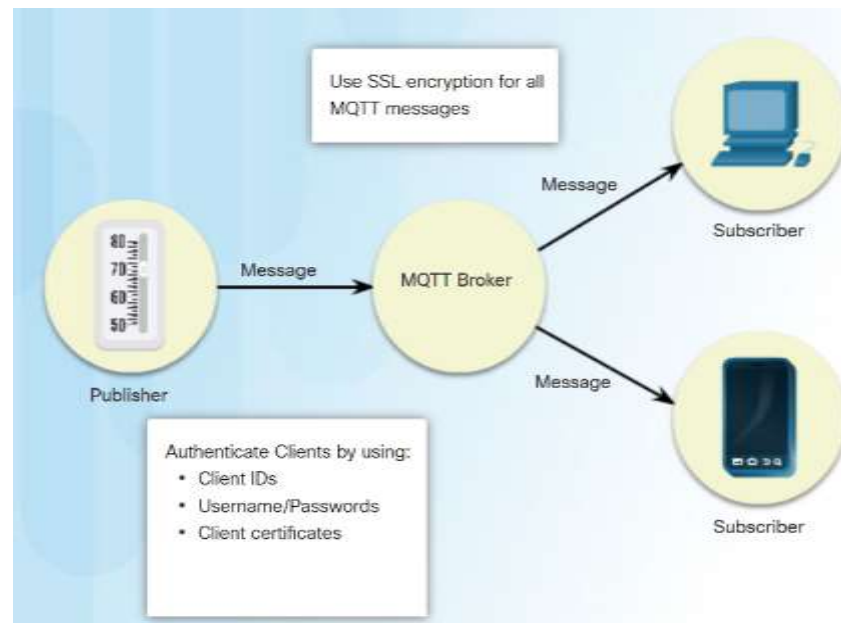 Use SSL encryption for all
MQTT messages
Message
Subscriber
80
70
60
50
Message
MQTT Broker
Publisher
Message
Authenticate Clients by using:
• Client IDs
• Username/Passwords
• Client certificates
Subscriber